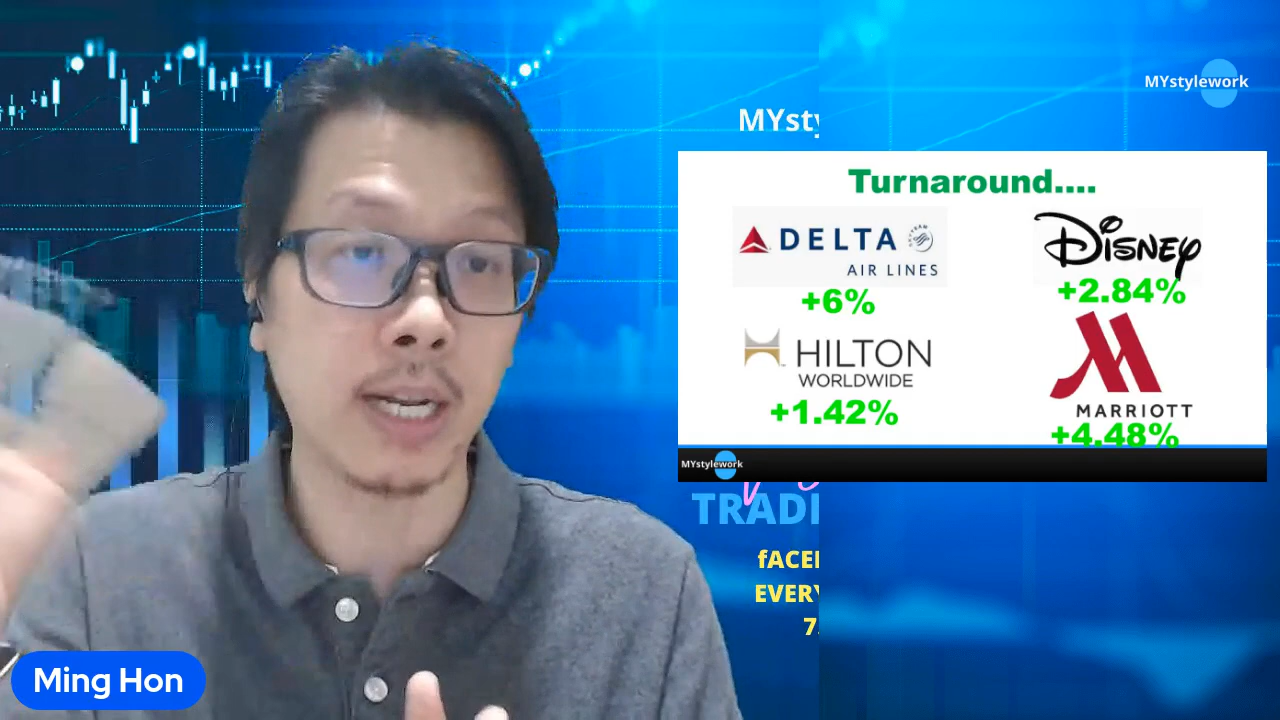 MYstylework
MYsty
Turnaround....
DELTA
AIR LINES
+6%
DISNEY
+2.84%
HILTON
WORLDWIDE
+1.42%
MARRIOTT
+4.48%
MYstylework
TRADI
EVERY
7.
Ming Hon